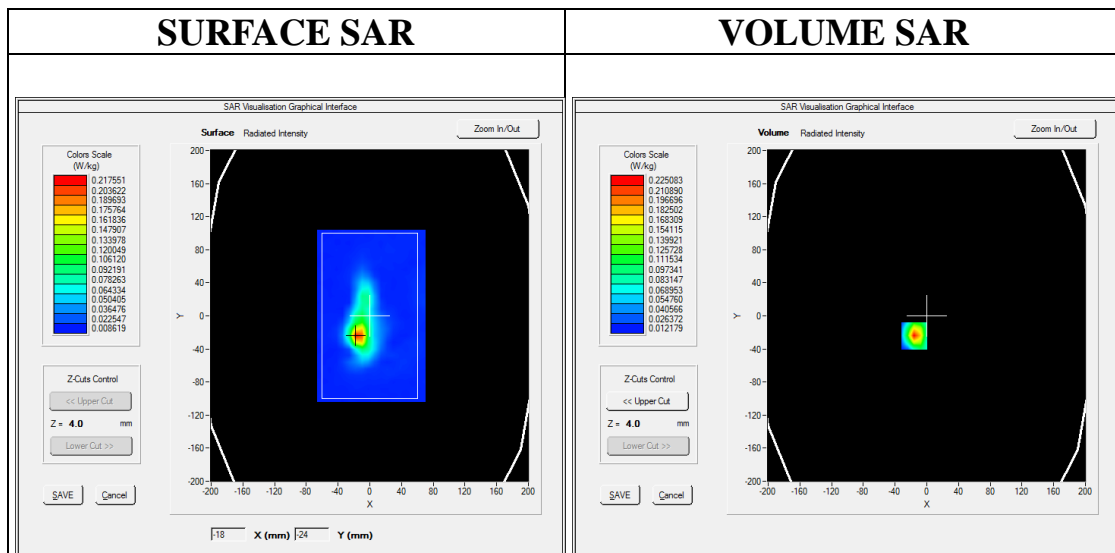 SURFACE SAR
VOLUME SAR
SAR Visualisation Graphical Interface
Surface Radiated Intensity
Zoom In/Out
Colors Scale
(W/kg)
0.217551
0.203622
0.189693
0.175764
0.161836
0.147907
0.133978
0.120049
0.106120
0.092191
0.078263
0.064334
0.050405
0.036476
0.022547
0.008619
Z-Cuts Control
<< Upper Cut
Z = 4.0 mm
Lower Cut >>
SAVE Cancel
Y
200
160
120
80
40
0
-40
-80
-120
-160
-200
-200 -160 -120 -80 -40 0 40 80 120 160 200
X
-18 X (mm) -24 Y (mm)
SAR Visualisation Graphical Interface
Volume Radiated Intensity
Zoom In/Out
Colors Scale
(W/kg)
0.225083
0.210890
0.196696
0.182502
0.168309
0.154115
0.139921
0.125728
0.111534
0.097341
0.083147
0.068953
0.054760
0.040566
0.026372
0.012179
Z-Cuts Control
<< Upper Cut
Z = 4.0 mm
Lower Cut >>
SAVE Cancel
Y
200
160
120
80
40
0
-40
-80
-120
-160
-200
-200 -160 -120 -80 -40 0 40 80 120 160 200
X